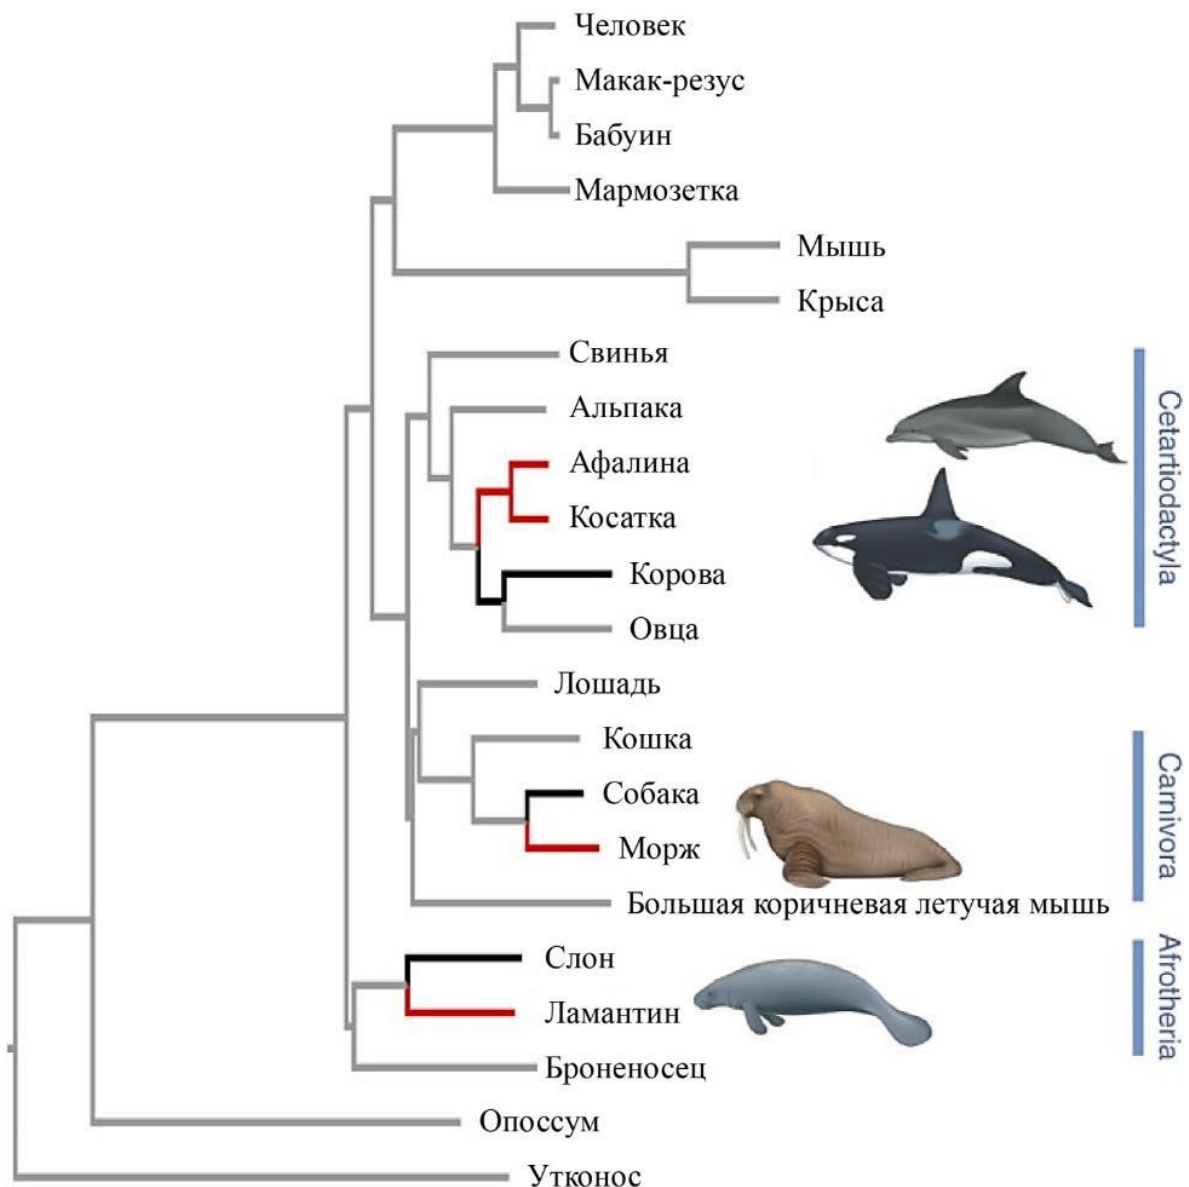 Человек
Макак-резус
Бабуин
Мармозетка
Мышь
Крыса
Свинья
Альпака
Афалина
Косатка
Корова
Овца
Cetartiodactyla
Лошадь
Кошка
Собака
Морж
Большая коричневая летучая мышь
Carnivora
Слон
Ламантин
Броненосец
Afrotheria
Опоссум
Утконос